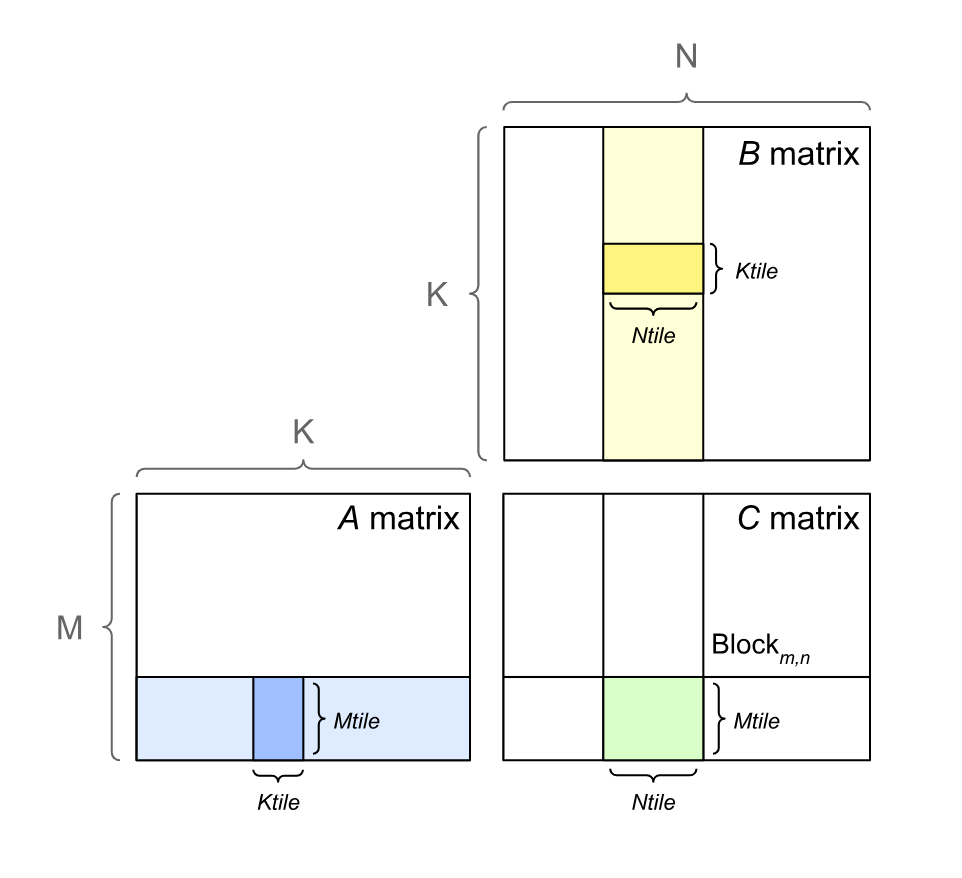 N
B matrix
K
Ktile
Ntile
K
A matrix
C matrix
M
Block m,n
Mtile
Mtile
Ktile
Ntile